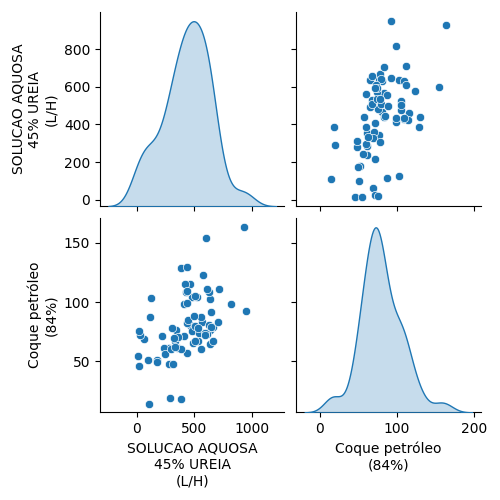 SOLUCAO AQUOSA
45% UREIA
(L/H)
800
600
400
200
0
Coque petróleo
(84%)
150
100
50
0
500
1000
SOLUCAO AQUOSA
45% UREIA
(L/H)
0
100
200
Coque petróleo
(84%)